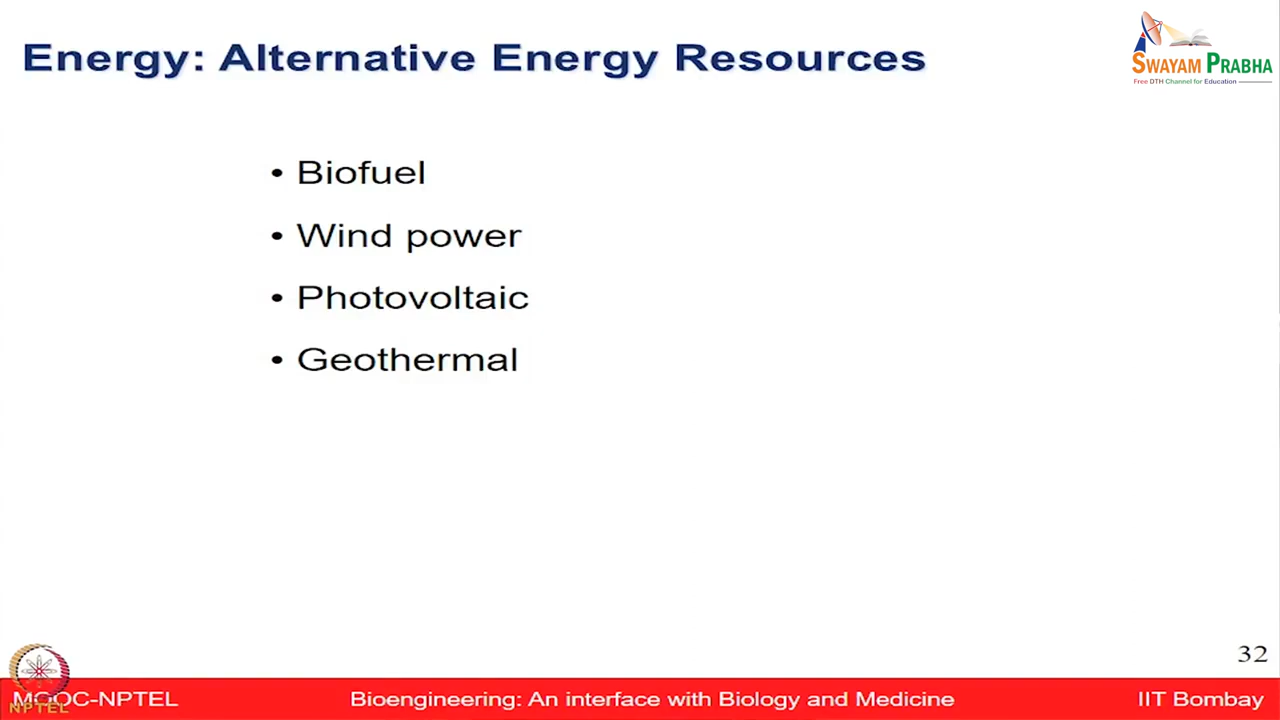 Energy: Alternative Energy Resources
SWAYAM PRABHA
Free DTH Channel for Education
• Biofuel
• Wind power
• Photovoltaic
• Geothermal
32
MOOC-NPTEL Bioengineering: An interface with Biology and Medicine IIT Bombay
NPTEL